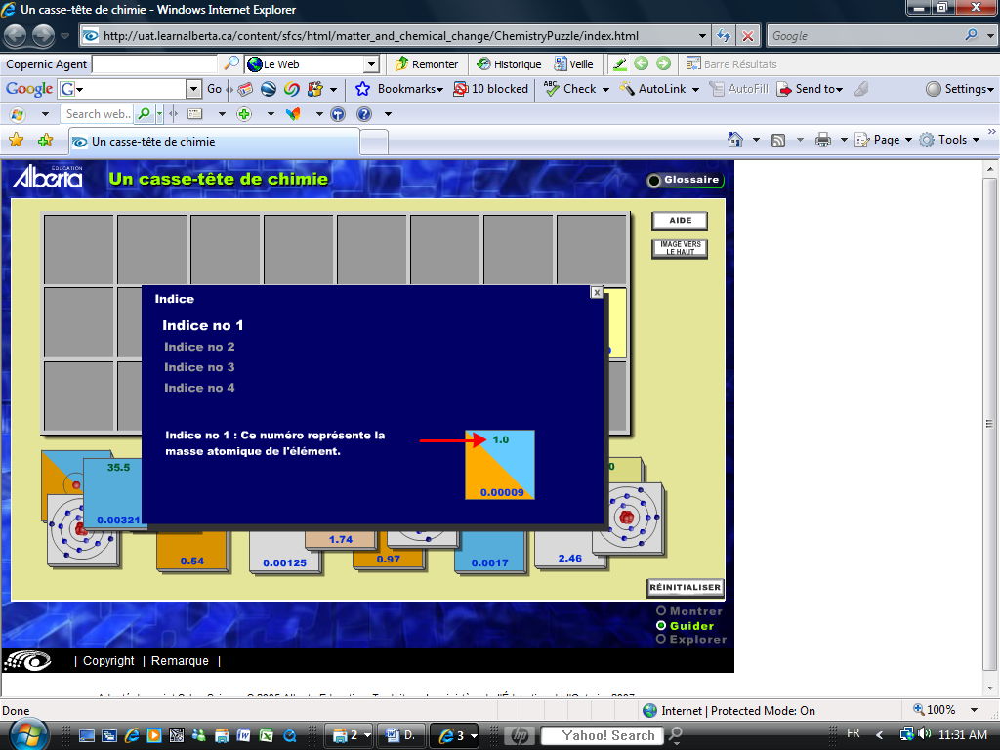 Un casse-tête de chimie - Windows Internet Explorer
http://uat.learnalberta.ca/content/sfcs/html/matter_and_chemical_change/ChemistryPuzzle/index.html
Google
Copernic Agent
Le Web
Remonter
Historique
Veille
Barre Résultats
Google
G
Go
Bookmarks
10 blocked
Check
AutoLink
AutoFill
Send to
Settings
Search web..
Un casse-tête de chimie
Page
Tools
Alberta
EDUCATION
Un casse-tête de chimie
Glossaire
AIDE
IMAGE VERS
LE HAUT
Indice
x
Indice no 1
Indice no 2
Indice no 3
Indice no 4
Indice no 1 : Ce numéro représente la
masse atomique de l'élément.
1.0
0.00009
35.5
0.00321
0
0.54
0.00125
1.74
0.97
0.0017
2.46
RÉINITIALISER
Montrer
Guider
Explorer
| Copyright | Remarque |
Done
Internet | Protected Mode: On
100%
2
D.
3
hp
Yahoo! Search
FR
11:31 AM